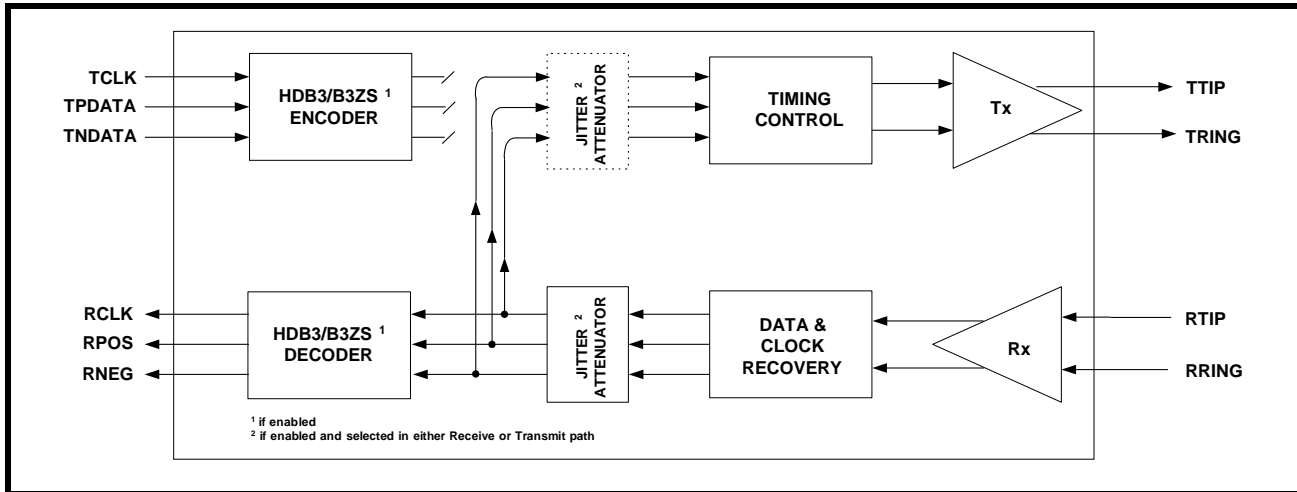 TCLK
TPDATA
TNDATA
HDB3/B3ZS 1
ENCODER
JITTER 2
ATTENUATOR
TIMING
CONTROL
Tx
TTIP
TRING
RCLK
RPOS
RNEG
HDB3/B3ZS 1
DECODER
JITTER 2
ATTENUATOR
DATA &
CLOCK
RECOVERY
Rx
RTIP
RRING
1 if enabled
2 if enabled and selected in either Receive or Transmit path